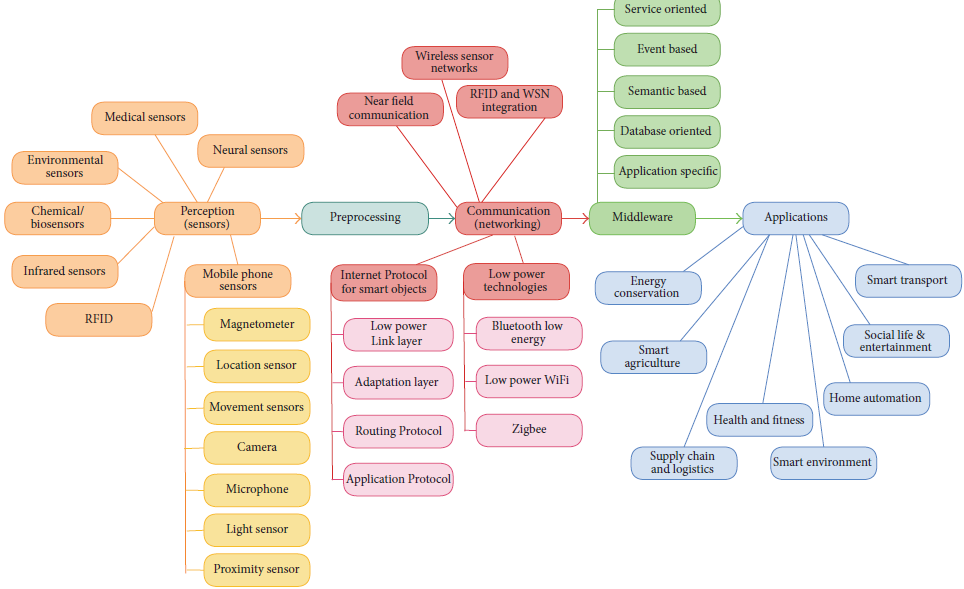 Service oriented
Event based
Semantic based
Database oriented
Application specific
Wireless sensor
networks
Near field
communication
RFID and WSN
integration
Medical sensors
Neural sensors
Environmental
sensors
Chemical/
biosensors
Infrared sensors
RFID
Perception
(sensors)
Preprocessing
Communication
(networking)
Middleware
Applications
Mobile phone
sensors
Magnetometer
Location sensor
Movement sensors
Camera
Microphone
Light sensor
Proximity sensor
Internet Protocol
for smart objects
Low power
Link layer
Adaptation layer
Routing Protocol
Application Protocol
Low power
technologies
Bluetooth low
energy
Low power WiFi
Zigbee
Energy
conservation
Smart
agriculture
Supply chain
and logistics
Health and fitness
Smart environment
Home automation
Social life &
entertainment
Smart transport